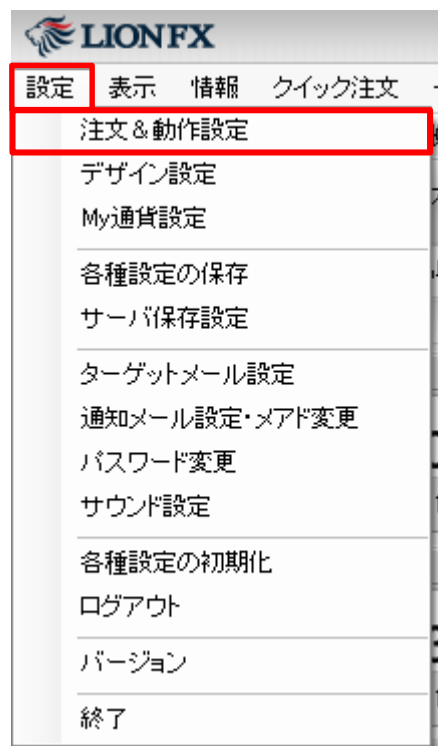 LION FX
設定 表示 情報 クイック注文
注文&動作設定
デザイン設定
My通貨設定
各種設定の保存
サーバ保存設定
ターゲットメール設定
通知メール設定・メアド変更
パスワード変更
サウンド設定
各種設定の初期化
ログアウト
バージョン
終了